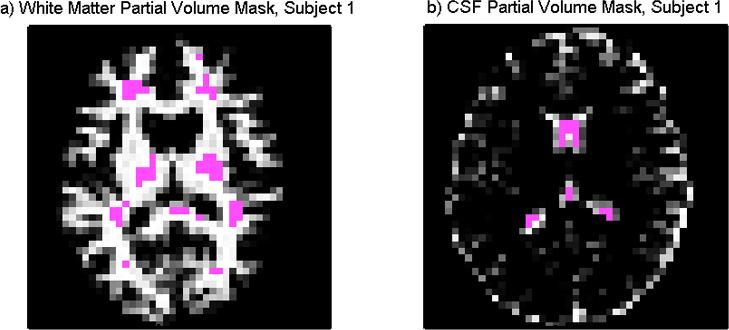 a) White Matter Partial Volume Mask, Subject 1
b) CSF Partial Volume Mask, Subject 1